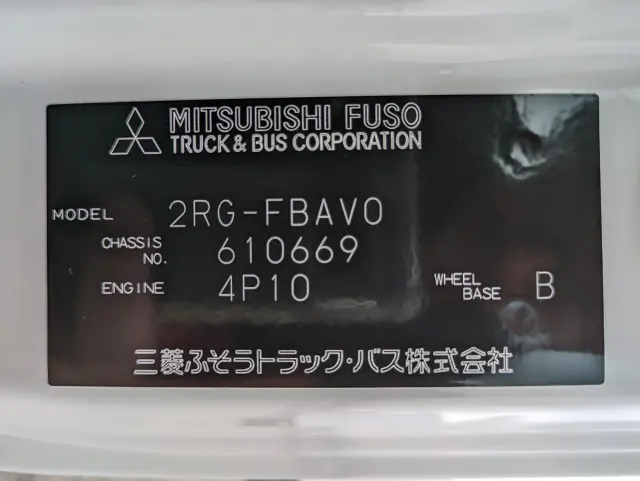 MITSUBISHI FUSO
TRUCK & BUS CORPORATION
MODEL 2RG-FBAV0
CHASSIS NO. 610669
ENGINE 4P10 WHEEL BASE B
三菱ふそうトラック・バス株式会社